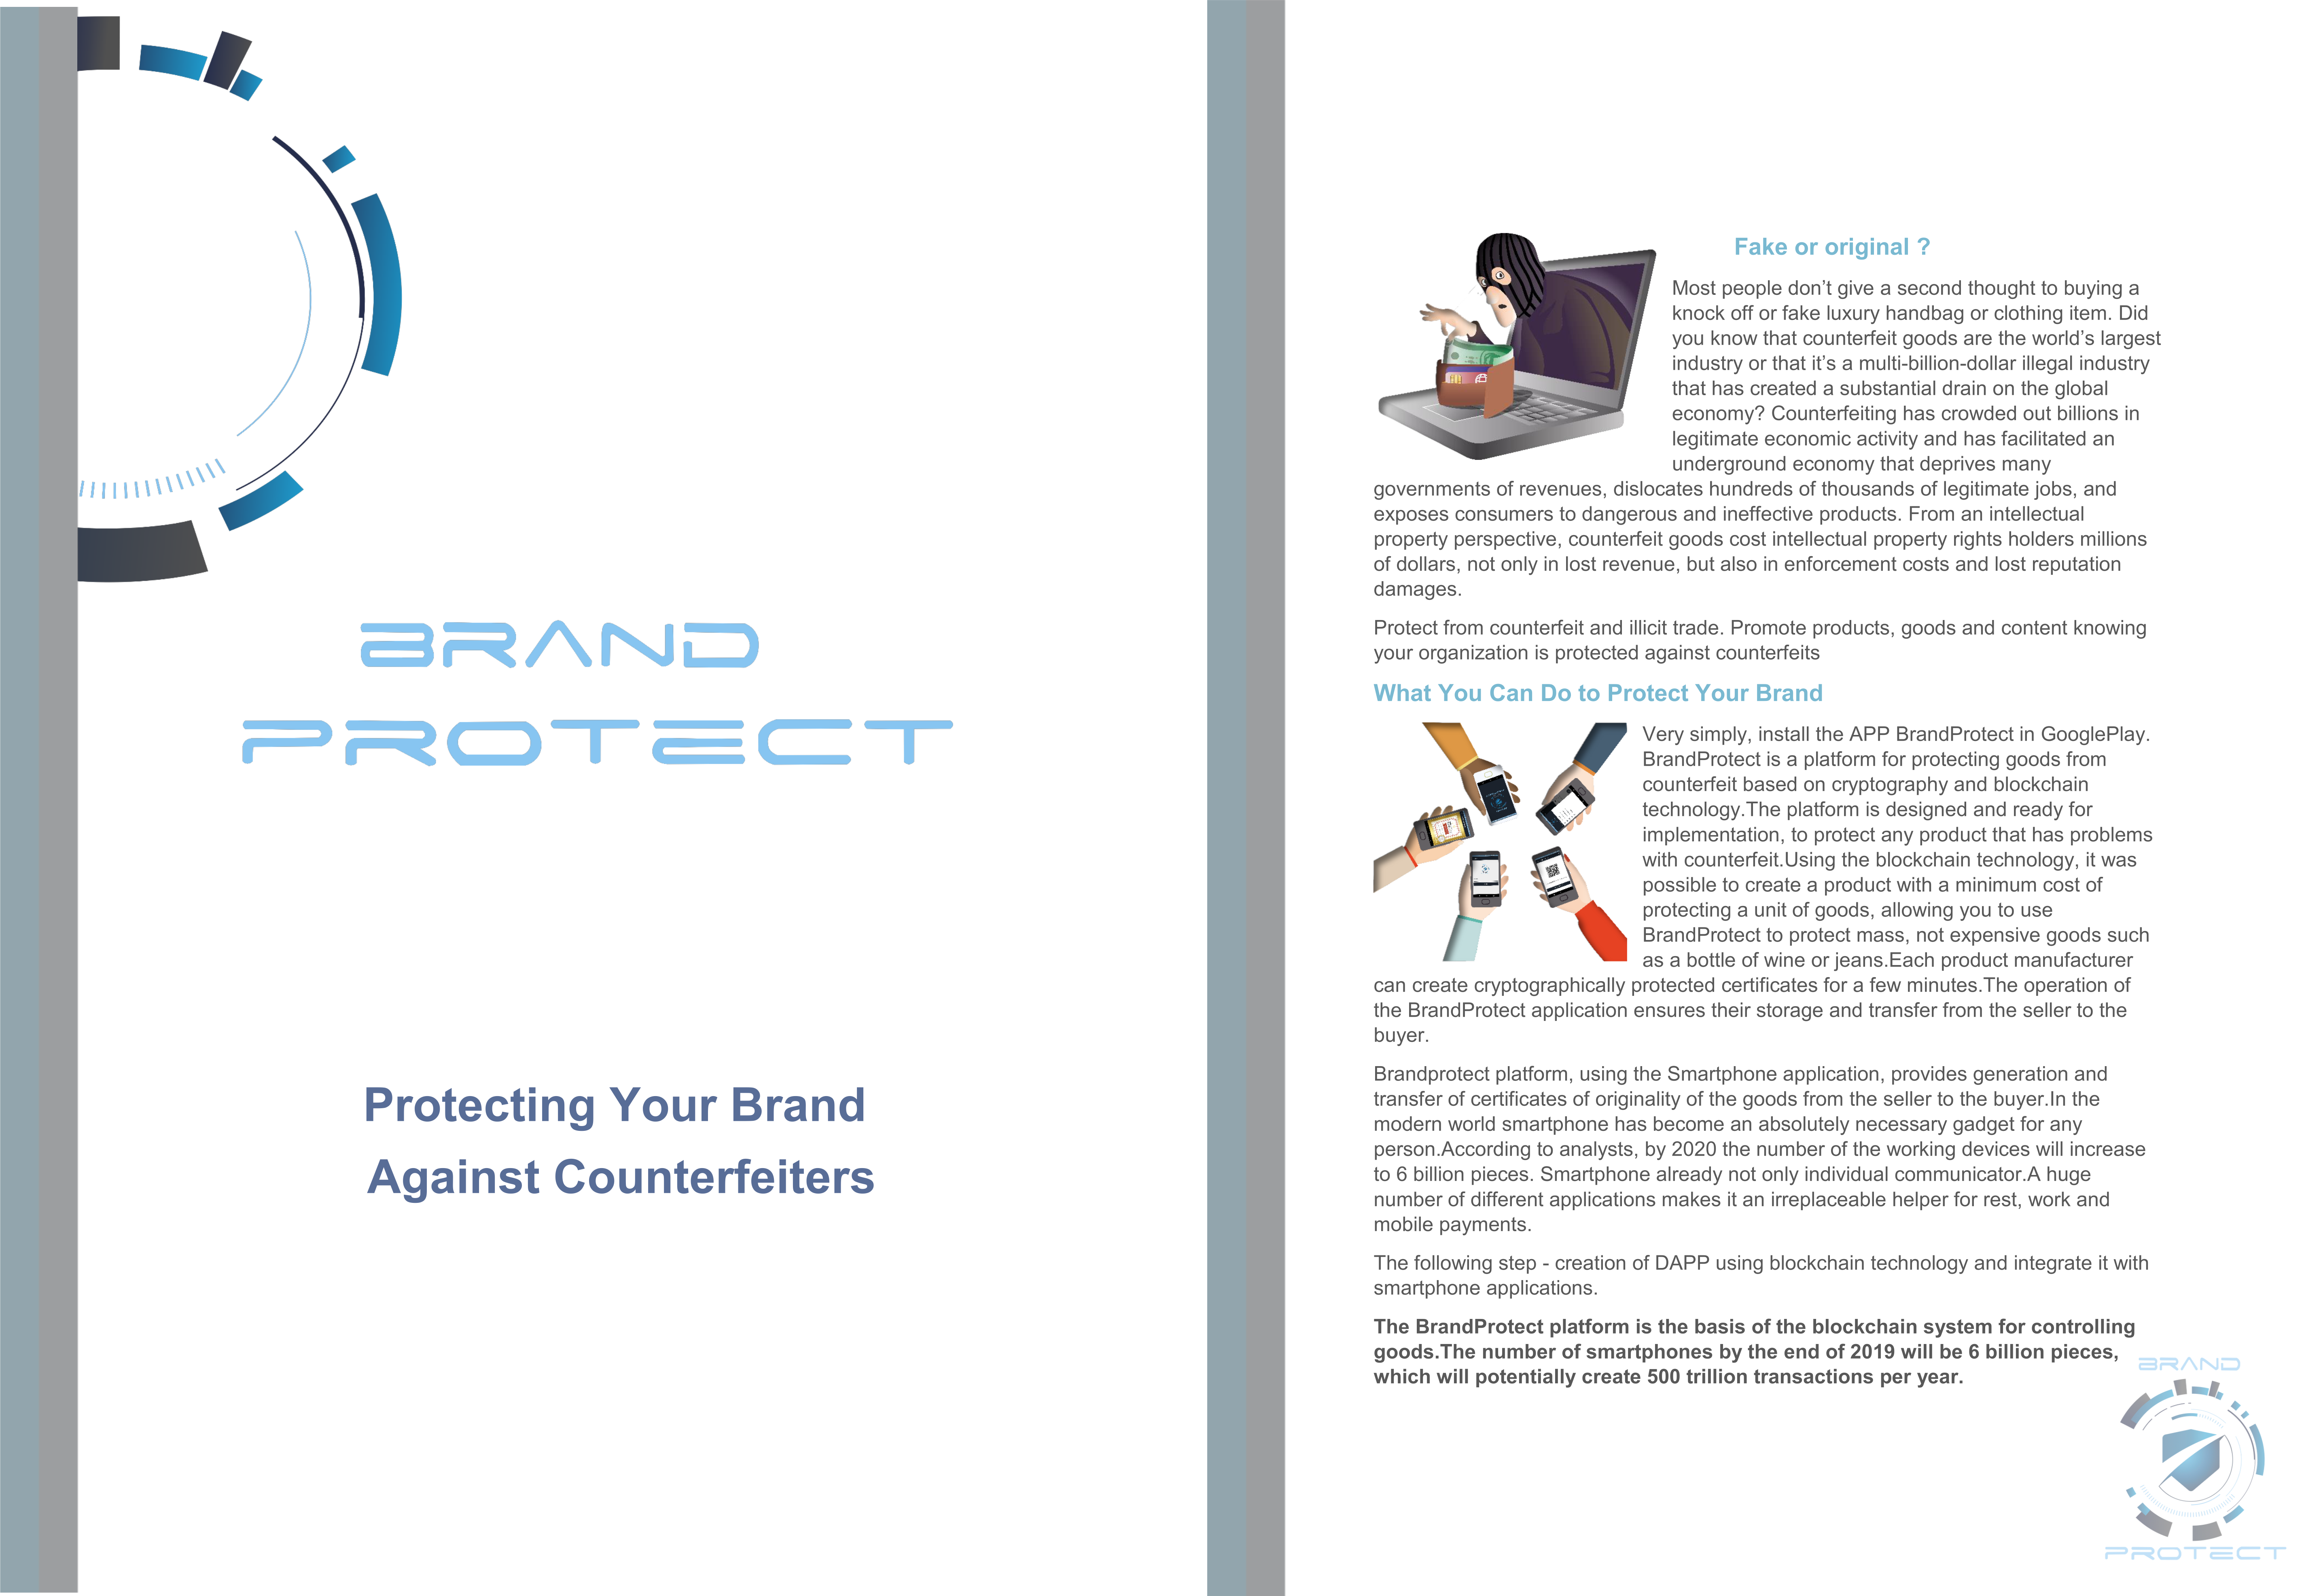 BRAND
PROTECT
Protecting Your Brand
Against Counterfeiters
Fake or original ?
Most people don’t give a second thought to buying a
knock off or fake luxury handbag or clothing item. Did
you know that counterfeit goods are the world’s largest
industry or that it’s a multi-billion-dollar illegal industry
that has created a substantial drain on the global
economy? Counterfeiting has crowded out billions in
legitimate economic activity and has facilitated an
underground economy that deprives many
governments of revenues, dislocates hundreds of thousands of legitimate jobs, and
exposes consumers to dangerous and ineffective products. From an intellectual
property perspective, counterfeit goods cost intellectual property rights holders millions
of dollars, not only in lost revenue, but also in enforcement costs and lost reputation
damages.
Protect from counterfeit and illicit trade. Promote products, goods and content knowing
your organization is protected against counterfeits
What You Can Do to Protect Your Brand
Very simply, install the APP BrandProtect in GooglePlay.
BrandProtect is a platform for protecting goods from
counterfeit based on cryptography and blockchain
technology.The platform is designed and ready for
implementation, to protect any product that has problems
with counterfeit.Using the blockchain technology, it was
possible to create a product with a minimum cost of
protecting a unit of goods, allowing you to use
BrandProtect to protect mass, not expensive goods such
as a bottle of wine or jeans.Each product manufacturer
can create cryptographically protected certificates for a few minutes.The operation of
the BrandProtect application ensures their storage and transfer from the seller to the
buyer.
Brandprotect platform, using the Smartphone application, provides generation and
transfer of certificates of originality of the goods from the seller to the buyer.In the
modern world smartphone has become an absolutely necessary gadget for any
person.According to analysts, by 2020 the number of the working devices will increase
to 6 billion pieces. Smartphone already not only individual communicator.A huge
number of different applications makes it an irreplaceable helper for rest, work and
mobile payments.
The following step - creation of DAPP using blockchain technology and integrate it with
smartphone applications.
The BrandProtect platform is the basis of the blockchain system for controlling
goods.The number of smartphones by the end of 2019 will be 6 billion pieces,
which will potentially create 500 trillion transactions per year.
BRAND
PROTECT